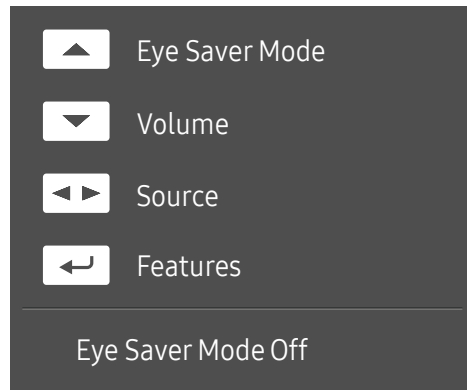 Eye Saver Mode
Volume
Source
Features
Eye Saver Mode Off